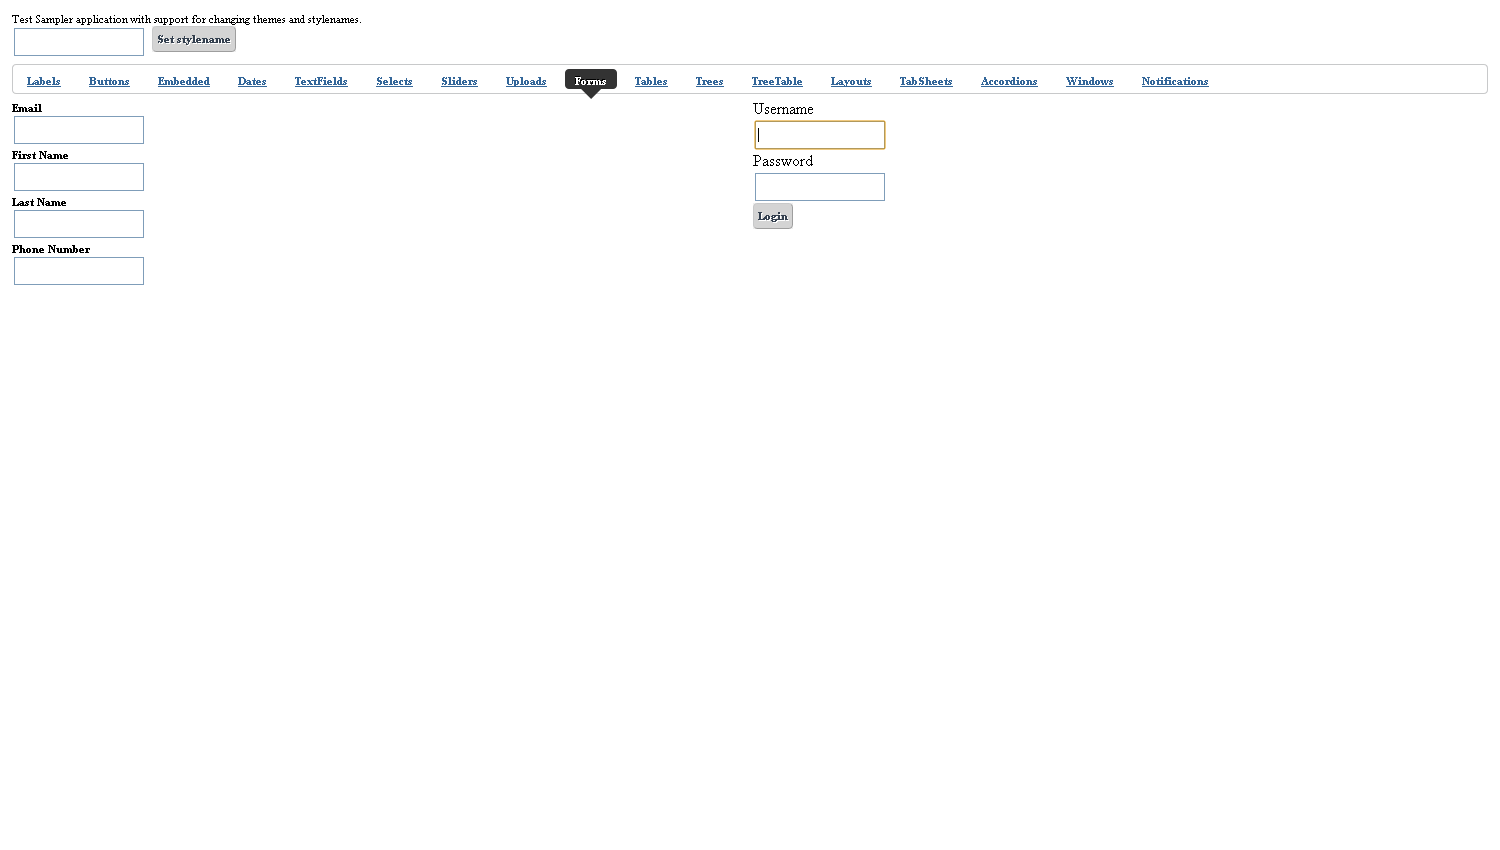 Test Sampler application with support for changing themes and stylenames.
Set stylename
Labels Buttons Embedded Dates TextFields Selects Sliders Uploads Forms Tables Trees TreeTable Layouts TabSheets Accordions Windows Notifications
Email
First Name
Last Name
Phone Number
Username
Password
Login